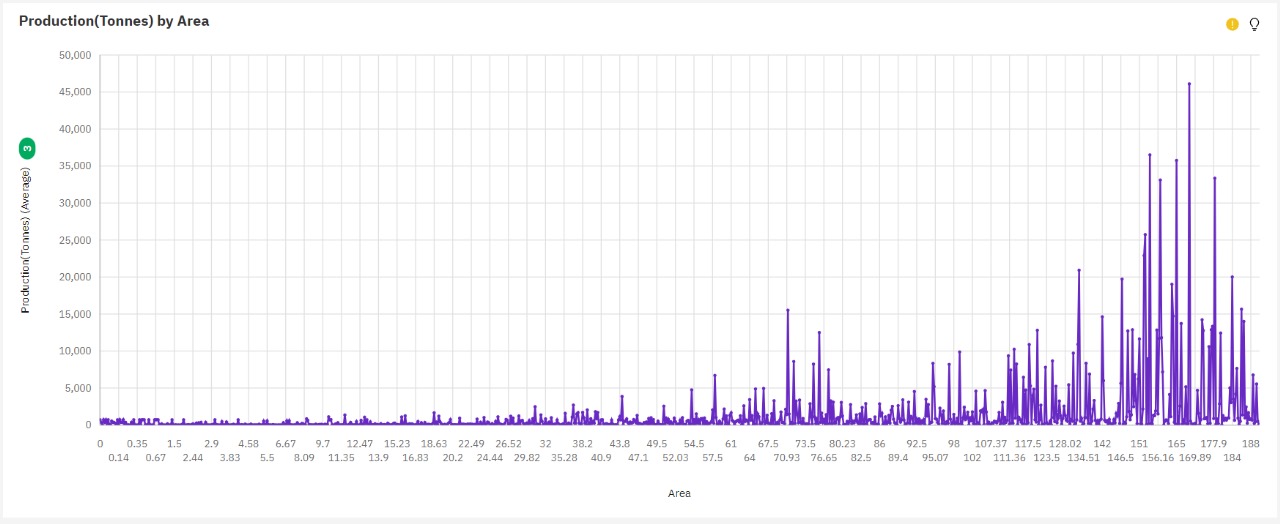 Production(Tonnes) by Area
!
50,000
45,000
40,000
35,000
30,000
25,000
20,000
15,000
10,000
5,000
0
3
Production(Tonnes) (Average)
0 0.35 1.5 2.9 4.58 6.67 9.7 12.47 15.23 18.63 22.49 26.52 32 38.2 43.8 49.5 54.5 61 67.5 73.5 80.23 86 92.5 98 107.37 117.5 128.02 142 151 165 177.9 188
0.14 0.67 2.44 3.83 5.5 8.09 11.35 13.9 16.83 20.2 24.44 29.82 35.28 40.9 47.1 52.03 57.5 64 70.93 76.65 82.5 89.4 95.07 102 111.36 123.5 134.51 146.5 156.16 169.89 184
Area